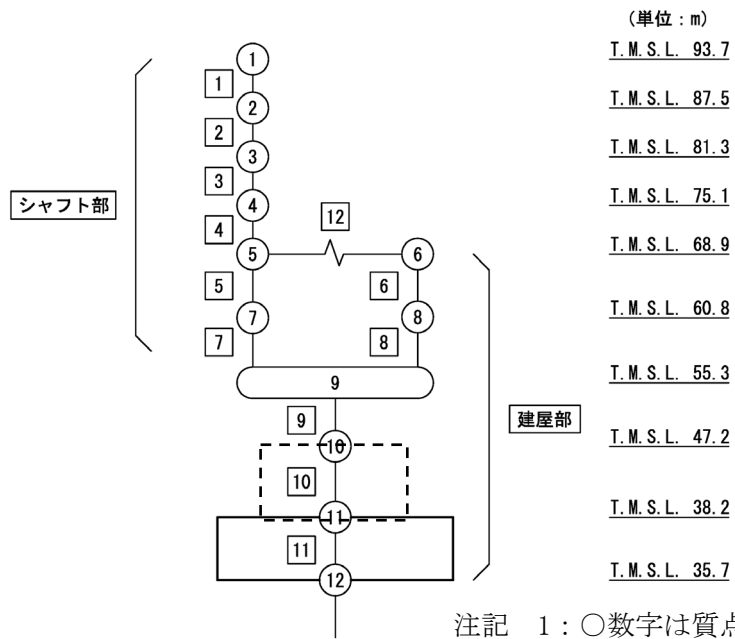 (単位：m)
T.M.S.L. 93.7
T.M.S.L. 87.5
T.M.S.L. 81.3
T.M.S.L. 75.1
T.M.S.L. 68.9
T.M.S.L. 60.8
T.M.S.L. 55.3
T.M.S.L. 47.2
T.M.S.L. 38.2
T.M.S.L. 35.7
シャフト部
建屋部
1
1
2
2
3
3
4
4
5
12
6
5
6
7
8
7
8
9
9
10
10
11
11
12
注記　1：○数字は質点